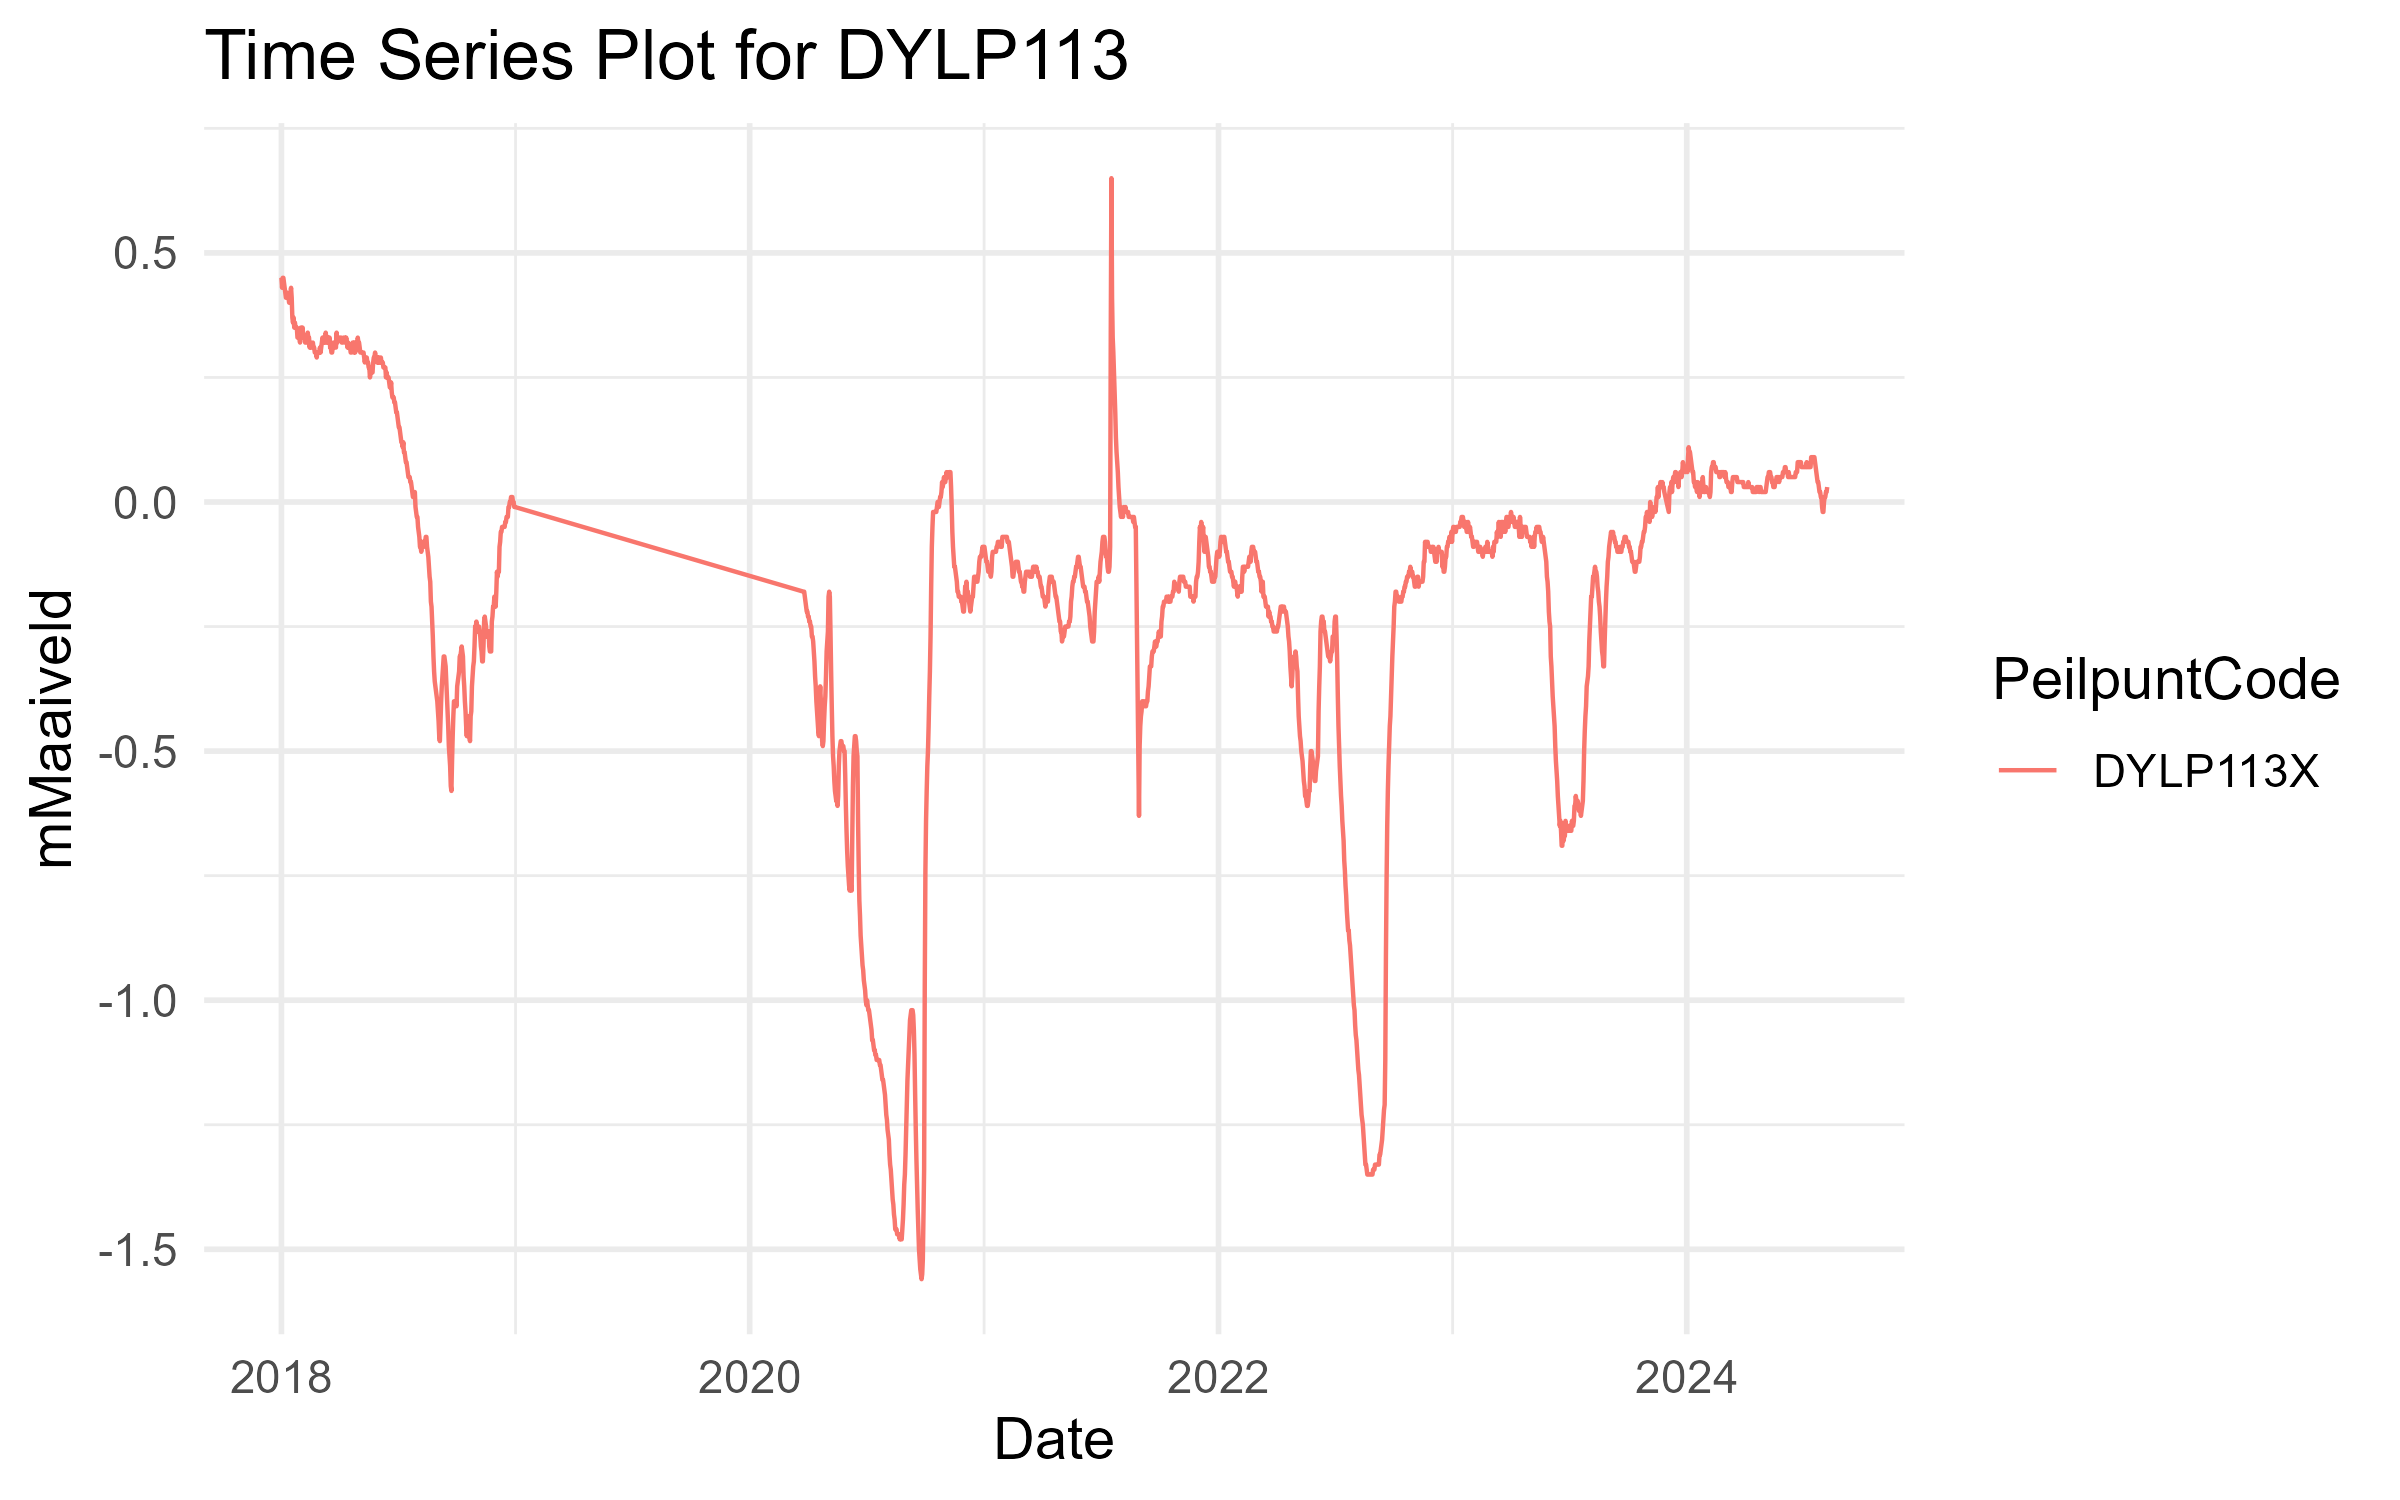 Time Series Plot for DYLP113
mMaaiveld
0.5
0.0
-0.5
-1.0
-1.5
2018 2020 2022 2024
Date
PeilpuntCode
DYLP113X